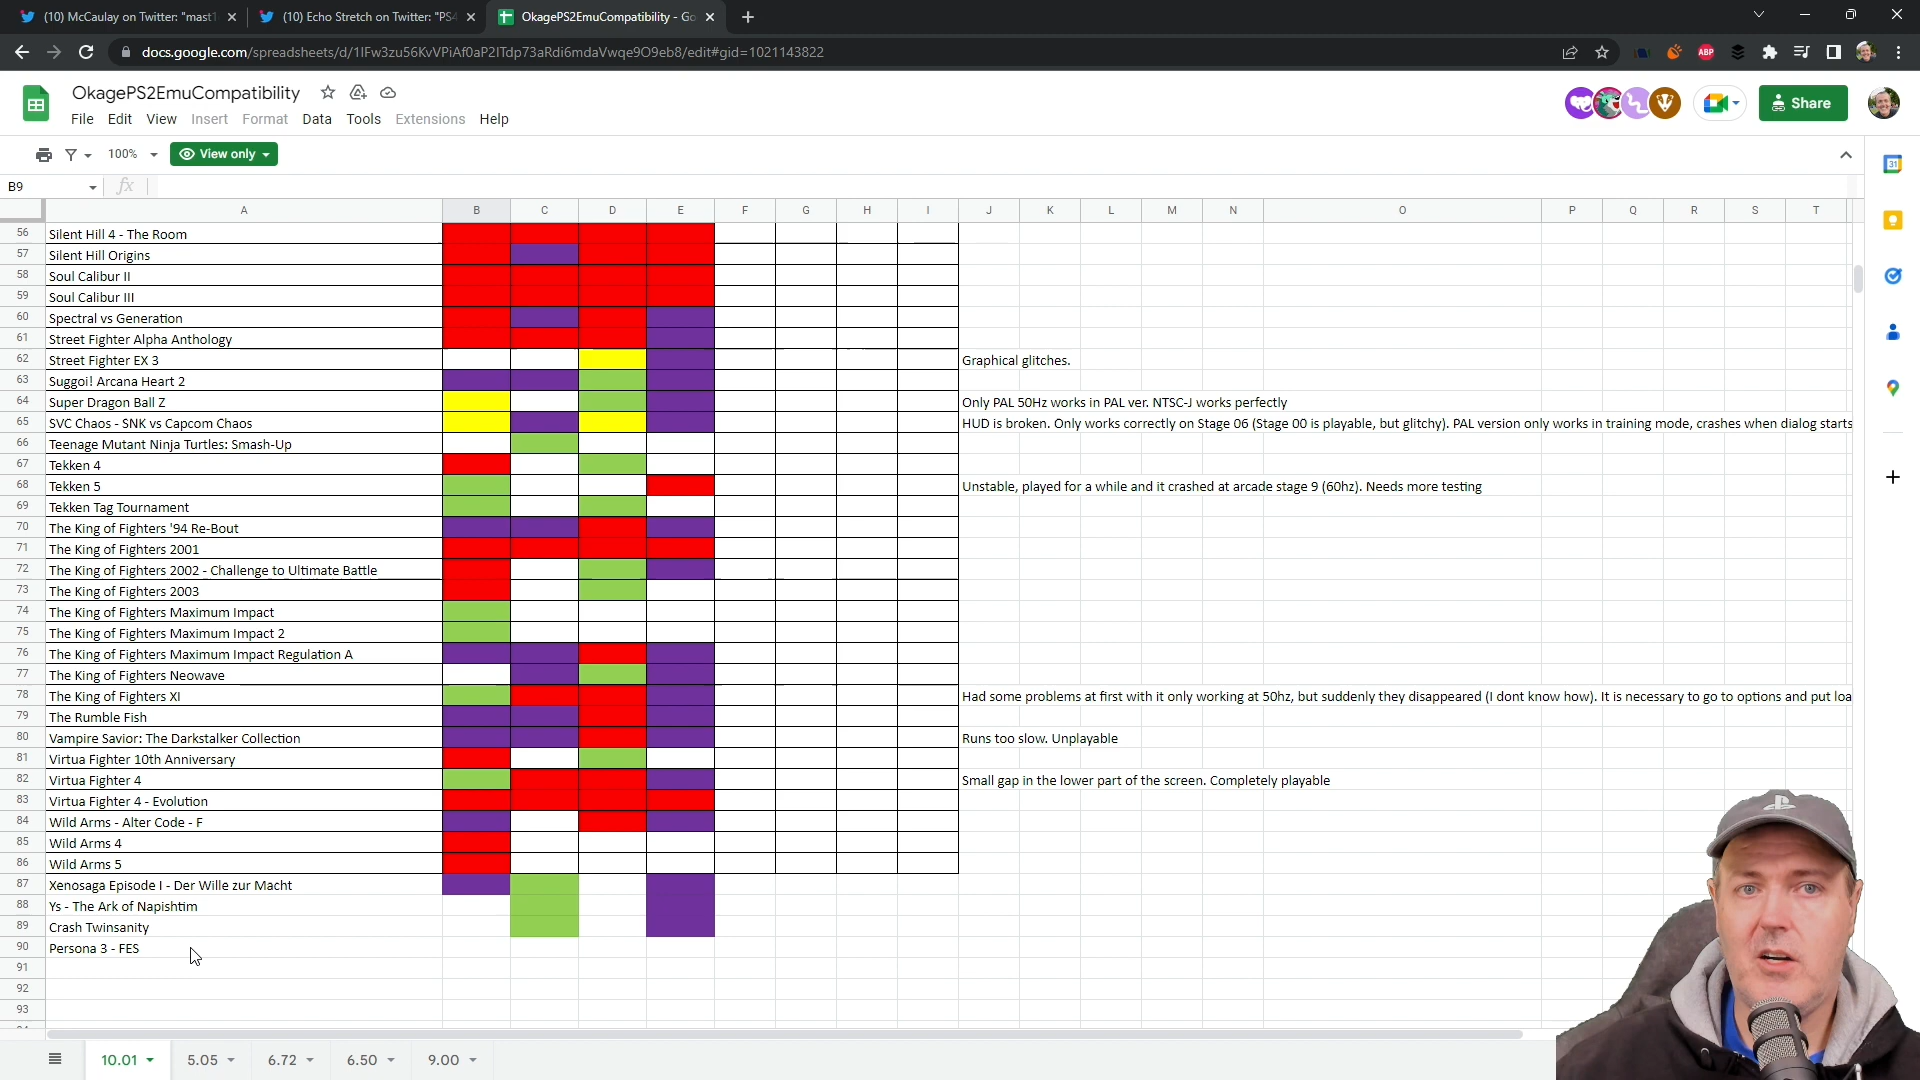 (10) McCaulay on Twitter: "mast1
(10) Echo Stretch on Twitter: "PS4
OkagePS2EmuCompatibility - Go
docs.google.com/spreadsheets/d/1IFw3zu56KvVPiAf0aP2ITdp73aRdi6mdaVwqe9O9eb8/edit#gid=1021143822
ABP
OkagePS2EmuCompatibility
File Edit View Insert Format Data Tools Extensions Help
Share
100% View only
31
B9 fx
A B C D E F G H I J K L M N O P Q R S T
56 Silent Hill 4 - The Room
57 Silent Hill Origins
58 Soul Calibur II
59 Soul Calibur III
60 Spectral vs Generation
61 Street Fighter Alpha Anthology
62 Street Fighter EX 3 Graphical glitches.
63 Suggoi! Arcana Heart 2
64 Super Dragon Ball Z Only PAL 50Hz works in PAL ver. NTSC-J works perfectly
65 SVC Chaos - SNK vs Capcom Chaos HUD is broken. Only works correctly on Stage 06 (Stage 00 is playable, but glitchy). PAL version only works in training mode, crashes when dialog starts
66 Teenage Mutant Ninja Turtles: Smash-Up
67 Tekken 4
68 Tekken 5 Unstable, played for a while and it crashed at arcade stage 9 (60hz). Needs more testing
69 Tekken Tag Tournament
70 The King of Fighters '94 Re-Bout
71 The King of Fighters 2001
72 The King of Fighters 2002 - Challenge to Ultimate Battle
73 The King of Fighters 2003
74 The King of Fighters Maximum Impact
75 The King of Fighters Maximum Impact 2
76 The King of Fighters Maximum Impact Regulation A
77 The King of Fighters Neowave
78 The King of Fighters XI Had some problems at first with it only working at 50hz, but suddenly they disappeared (I dont know how). It is necessary to go to options and put loa
79 The Rumble Fish
80 Vampire Savior: The Darkstalker Collection Runs too slow. Unplayable
81 Virtua Fighter 10th Anniversary
82 Virtua Fighter 4 Small gap in the lower part of the screen. Completely playable
83 Virtua Fighter 4 - Evolution
84 Wild Arms - Alter Code - F
85 Wild Arms 4
86 Wild Arms 5
87 Xenosaga Episode I - Der Wille zur Macht
88 Ys - The Ark of Napishtim
89 Crash Twinsanity
90 Persona 3 - FES
91
92
93
10.01 5.05 6.72 6.50 9.00